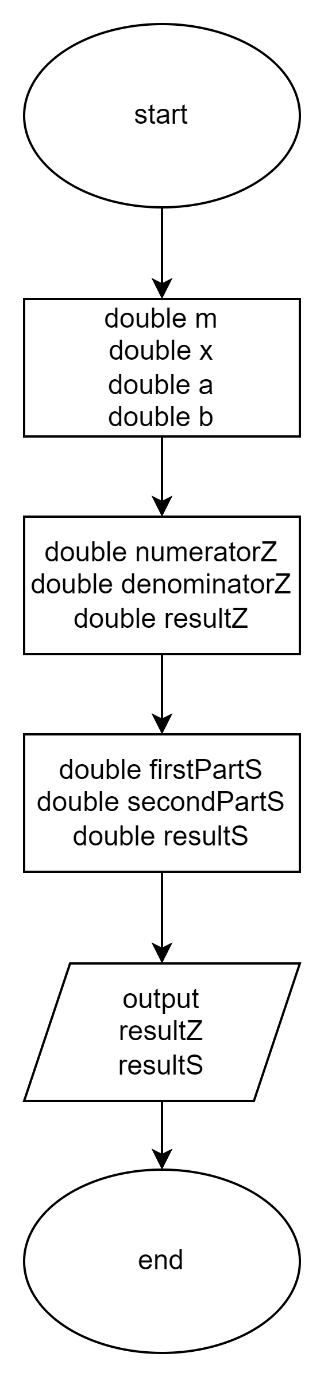 start
double m
double x
double a
double b
double numeratorZ
double denominatorZ
double resultZ
double firstPartS
double secondPartS
double resultS
output
resultZ
resultS
end